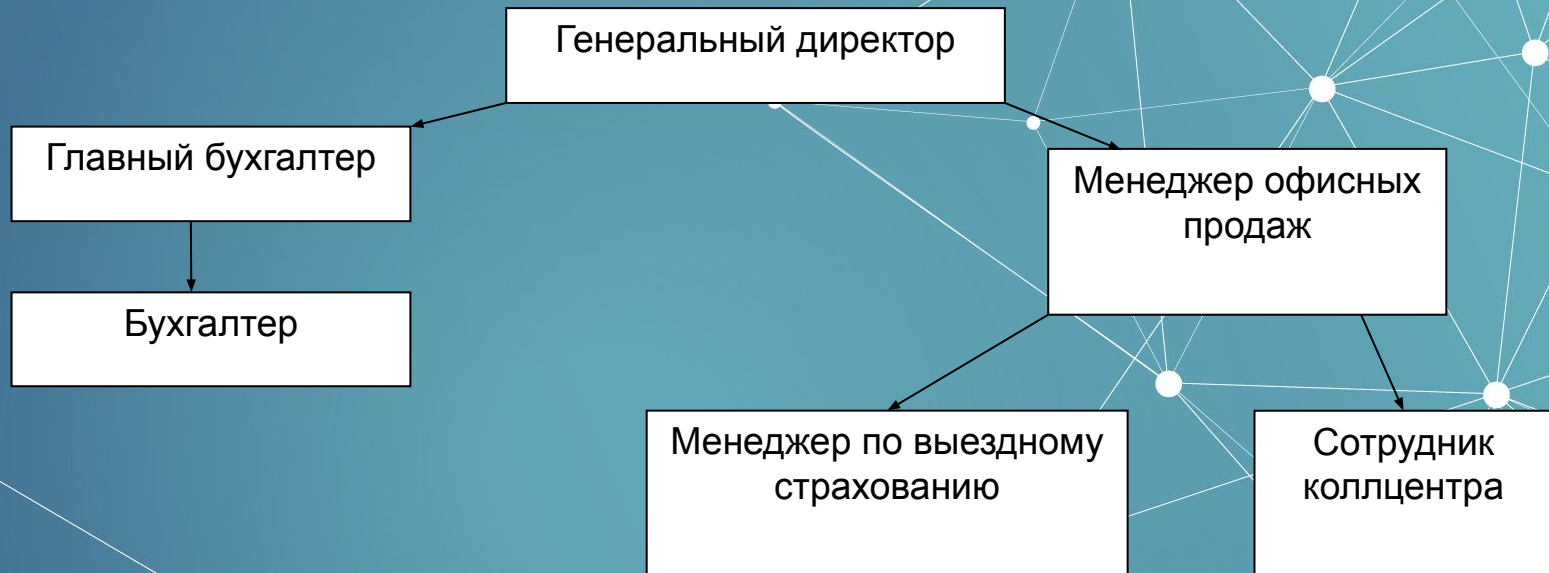 Генеральный директор
Главный бухгалтер
Менеджер офисных
продаж
Бухгалтер
Менеджер по выездному
страхованию
Сотрудник
коллцентра